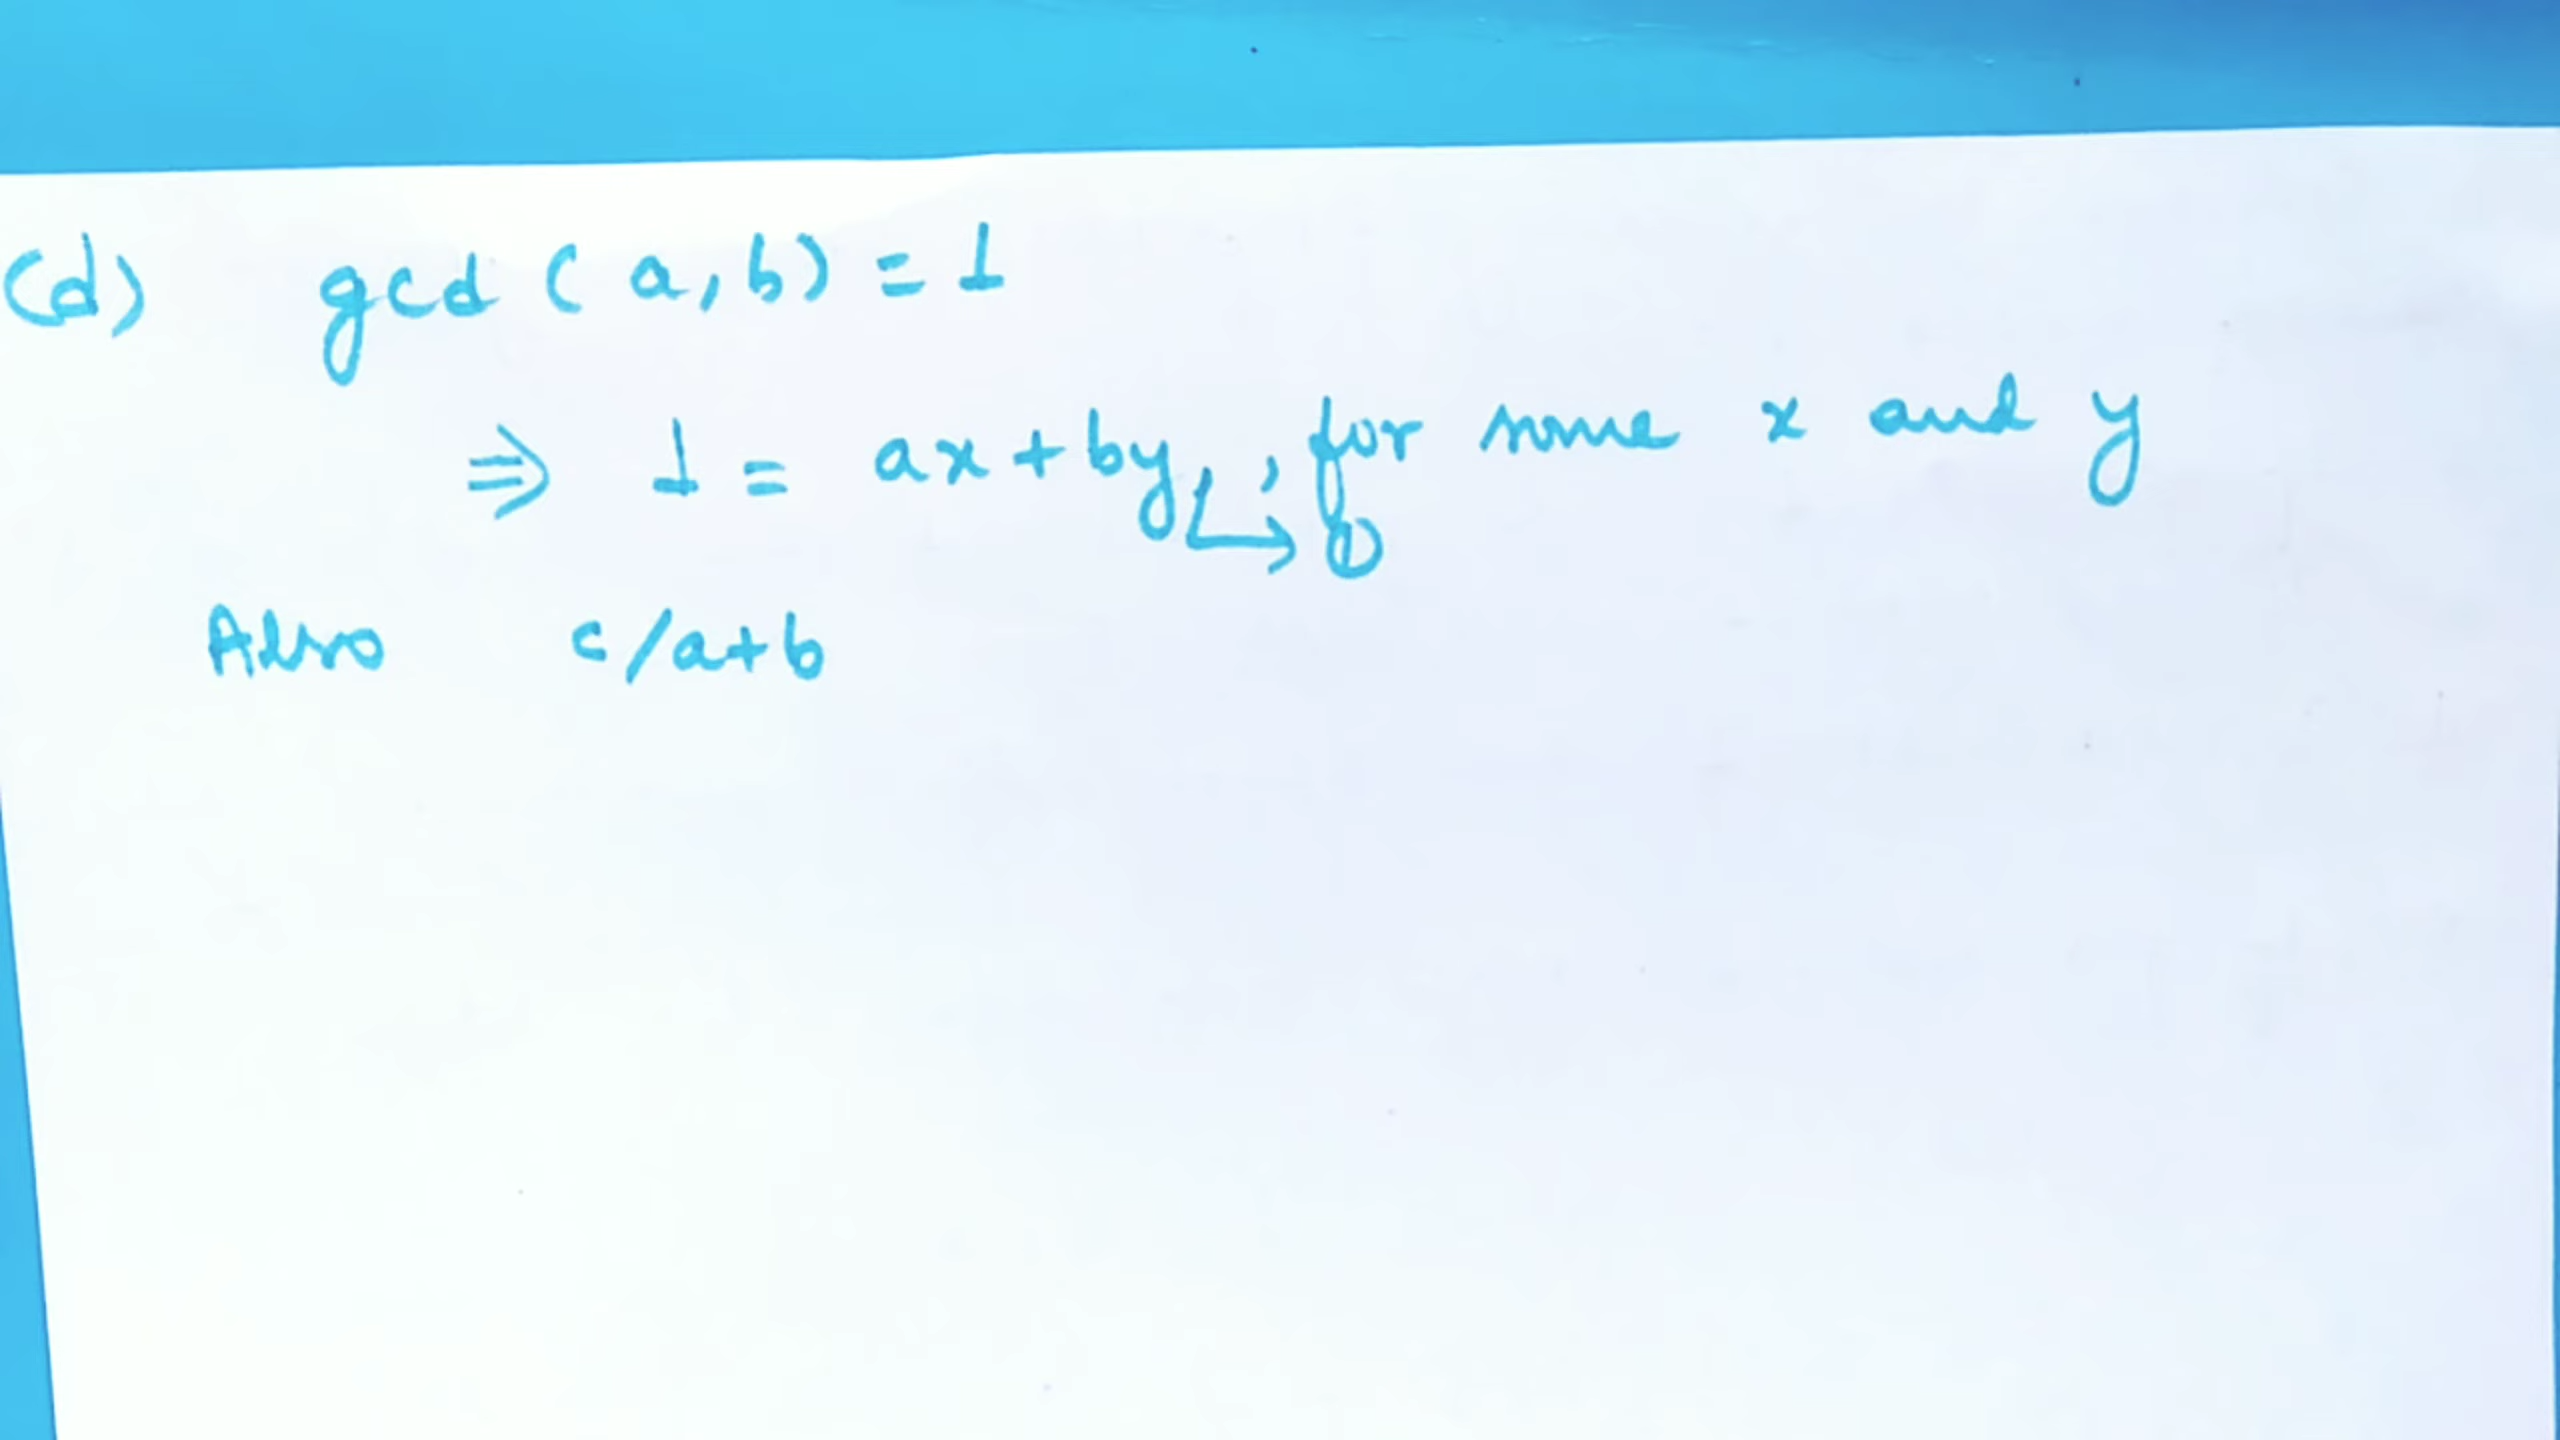 (d) gcd ( a, b) = 1
⇒ 1 = ax + by, for some x and y
↳ ①
Also c/a+b